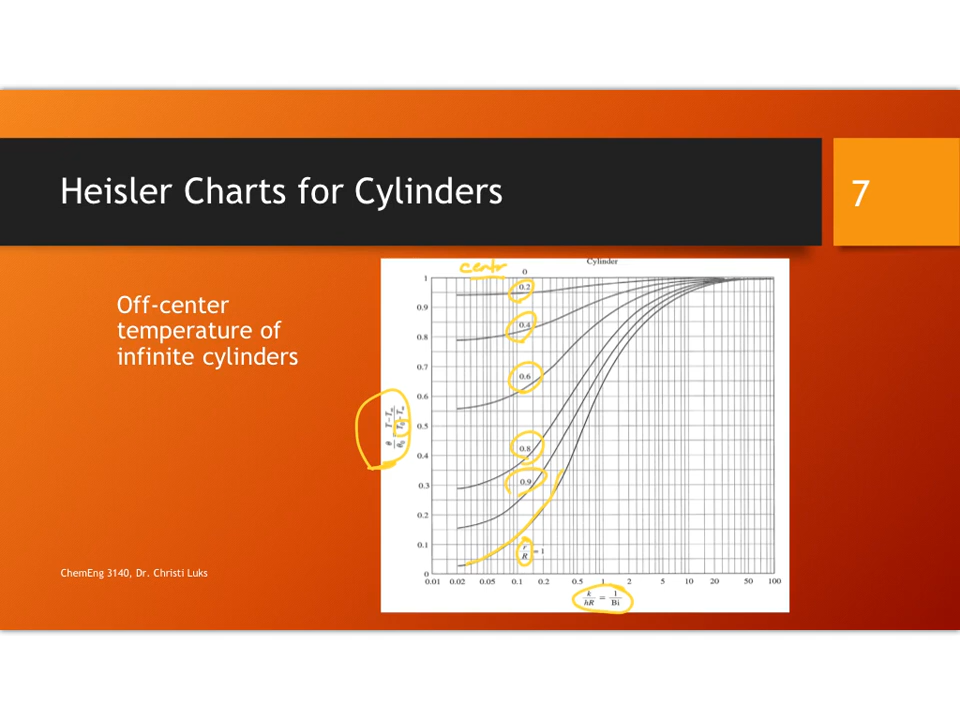 Heisler Charts for Cylinders
7
Off-center
temperature of
infinite cylinders
ChemEng 3140, Dr. Christi Luks
Cylinder
centr
0
0.2
0.4
0.6
0.8
0.9
r/R = 1
1
0.9
0.8
0.7
0.6
0.5
0.4
0.3
0.2
0.1
0
θ/θ0 = T − T∞/T0 − T∞
0.01 0.02 0.05 0.1 0.2 0.5 1 2 5 10 20 50 100
k/hR = 1/Bi